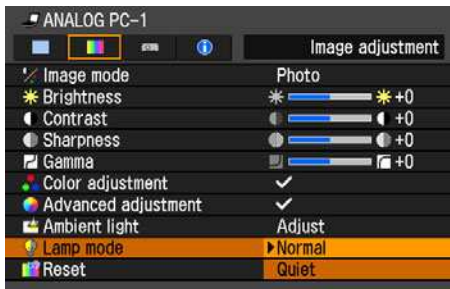 ANALOG PC-1
Image adjustment
Image mode Photo
Brightness +0
Contrast +0
Sharpness +0
Gamma +0
Color adjustment
Advanced adjustment
Ambient light Adjust
Lamp mode Normal
Reset Quiet